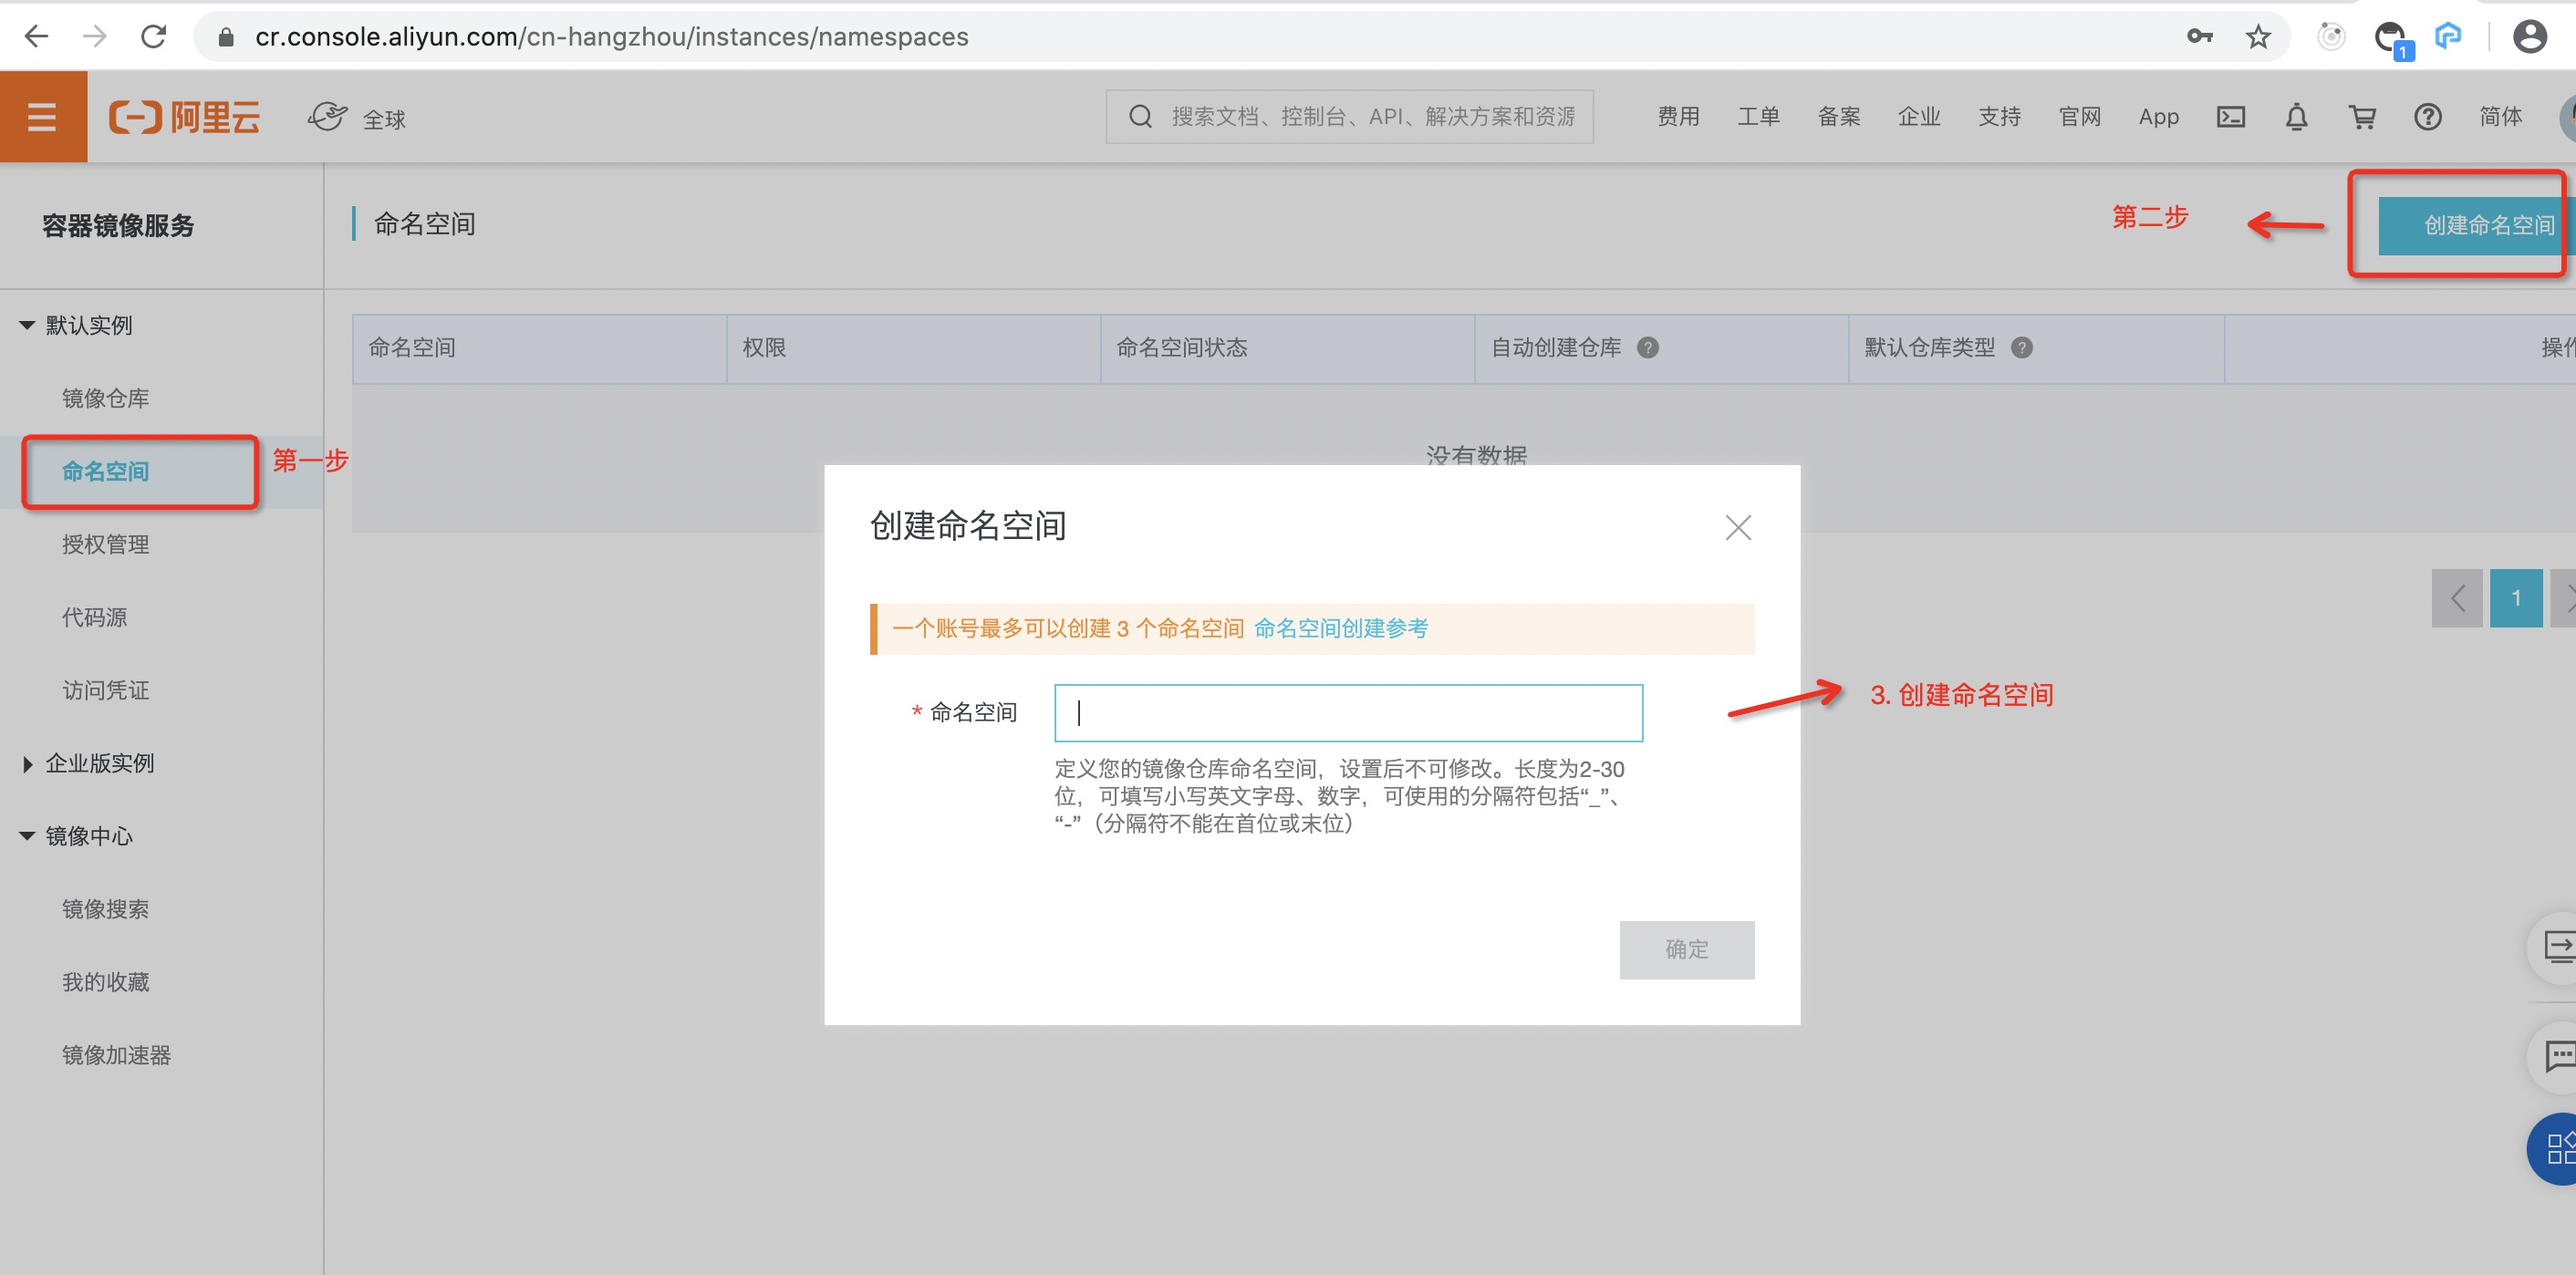 cr.console.aliyun.com/cn-hangzhou/instances/namespaces
1
阿里云
全球
搜索文档、控制台、API、解决方案和资源
费用
工单
备案
企业
支持
官网
App
简体
容器镜像服务
命名空间
第二步
创建命名空间
默认实例
镜像仓库
命名空间
第一步
授权管理
代码源
访问凭证
企业版实例
镜像中心
镜像搜索
我的收藏
镜像加速器
命名空间
权限
命名空间状态
自动创建仓库
默认仓库类型
操作
没有数据
1
创建命名空间
一个账号最多可以创建 3 个命名空间 命名空间创建参考
* 命名空间
3. 创建命名空间
定义您的镜像仓库命名空间，设置后不可修改。长度为2-30
位，可填写小写英文字母、数字，可使用的分隔符包括“_”、
“-”（分隔符不能在首位或末位）
确定